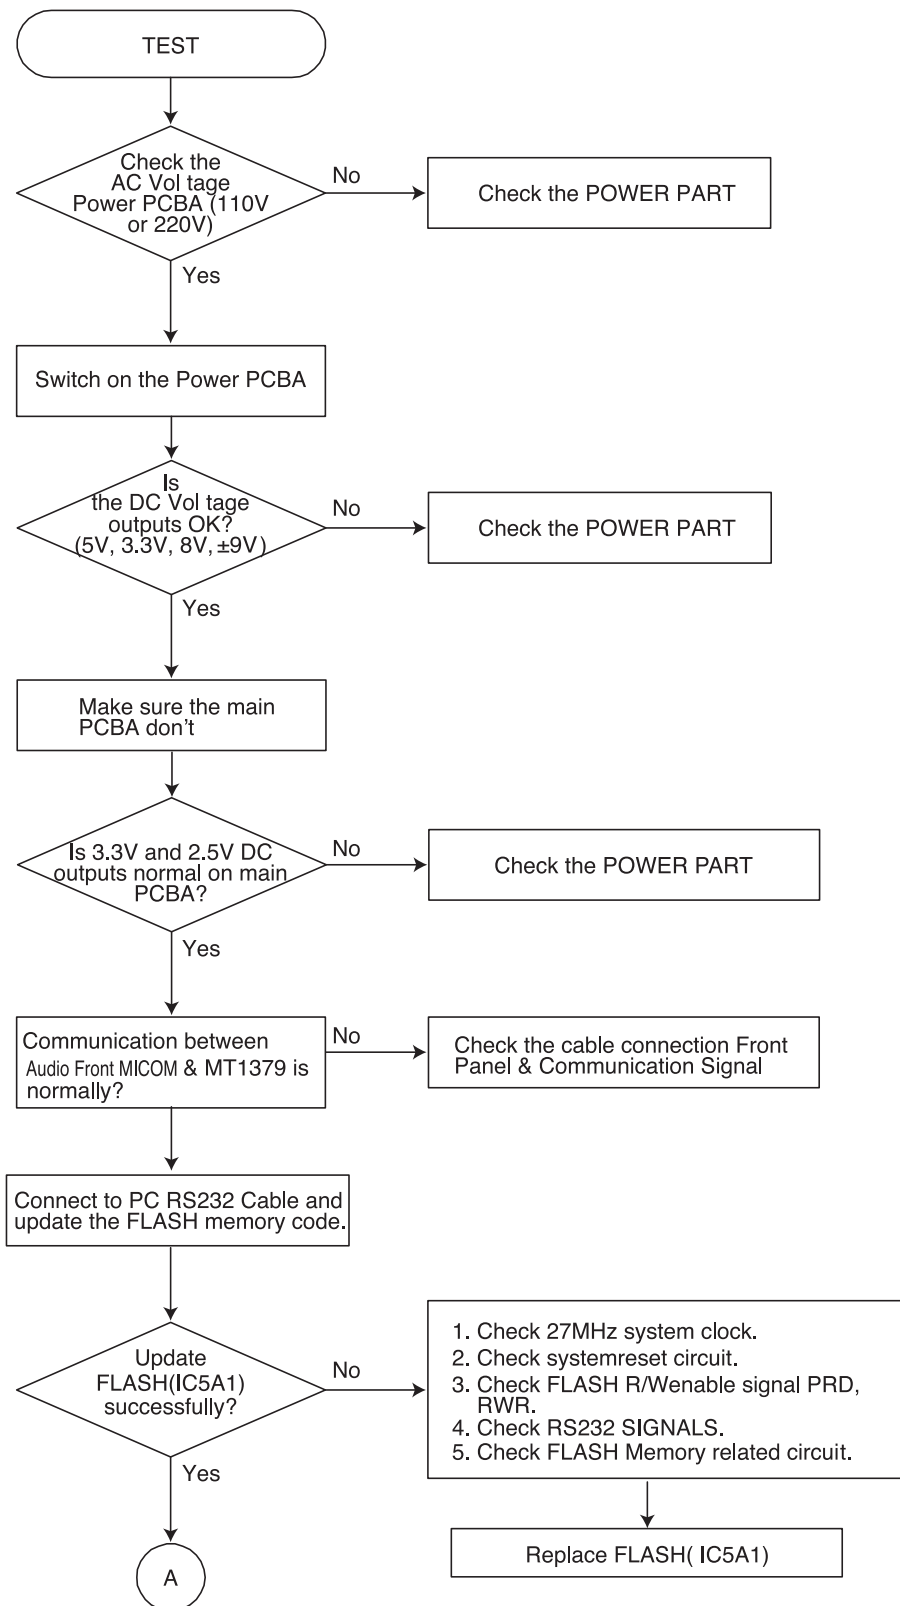 TEST
Check the
AC Vol tage
Power PCBA (110V
or 220V)
No
Check the POWER PART
Yes
Switch on the Power PCBA
Is
the DC Vol tage
outputs OK?
(5V, 3.3V, 8V, ±9V)
No
Check the POWER PART
Yes
Make sure the main
PCBA don't
Is 3.3V and 2.5V DC
outputs normal on main
PCBA?
No
Check the POWER PART
Yes
Communication between
Audio Front MICOM & MT1379 is
normally?
No
Check the cable connection Front
Panel & Communication Signal
Connect to PC RS232 Cable and
update the FLASH memory code.
Update
FLASH(IC5A1)
successfully?
No
1. Check 27MHz system clock.
2. Check systemreset circuit.
3. Check FLASH R/Wenable signal PRD,
RWR.
4. Check RS232 SIGNALS.
5. Check FLASH Memory related circuit.
Yes
Replace FLASH( IC5A1)
A